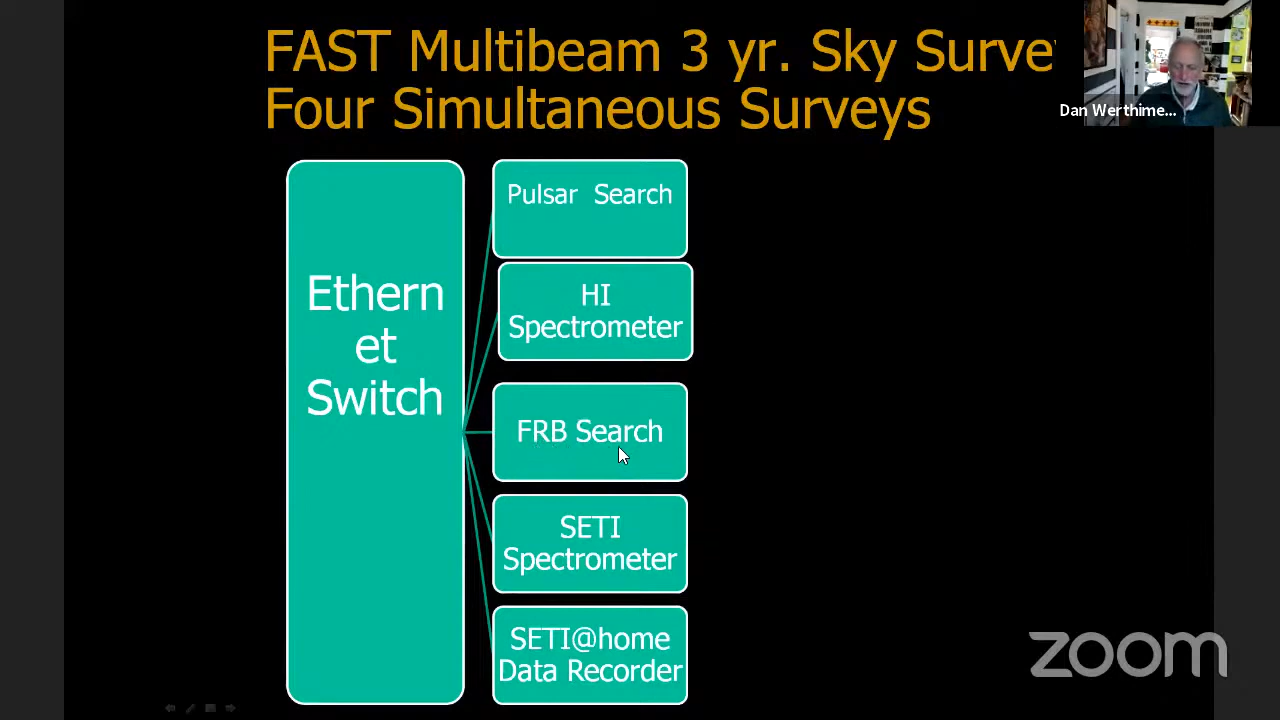 FAST Multibeam 3 yr. Sky Surve
Four Simultaneous Surveys
Dan Werthime...
Ethern
et
Switch
Pulsar Search
HI
Spectrometer
FRB Search
SETI
Spectrometer
SETI@home
Data Recorder
zoom